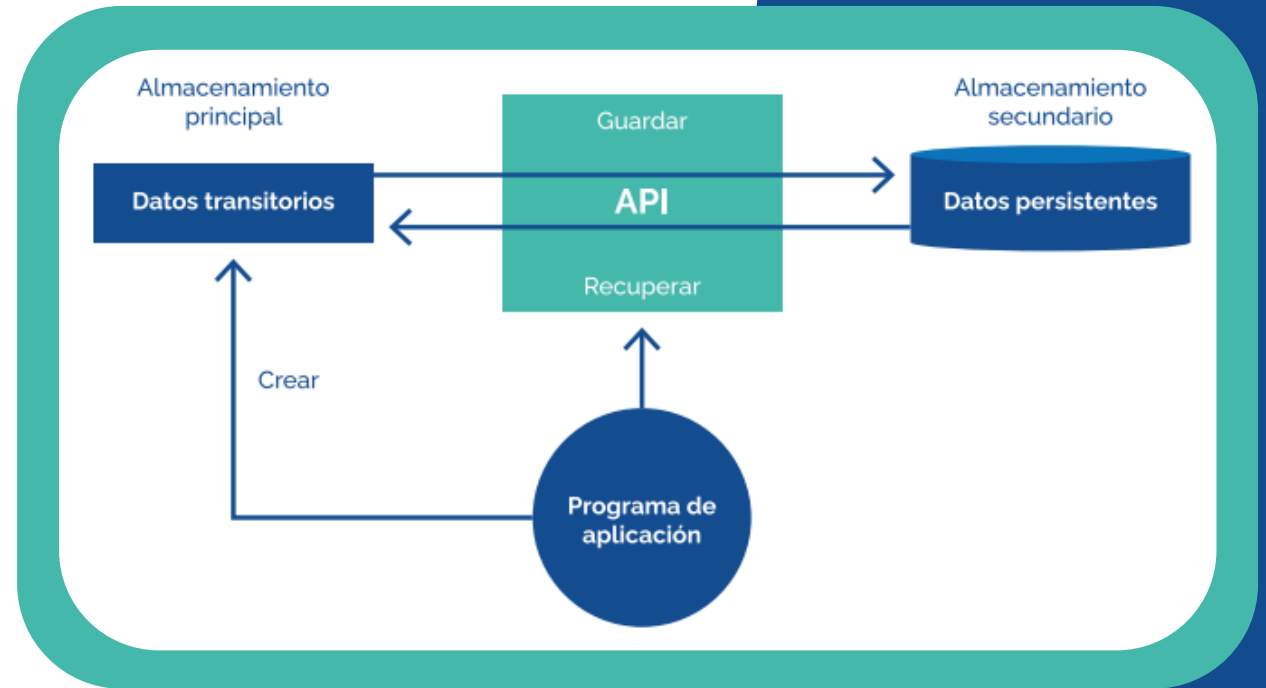 Almacenamiento
principal
Almacenamiento
secundario
Guardar
Datos transitorios
API
Datos persistentes
Recuperar
Crear
Programa de
aplicación